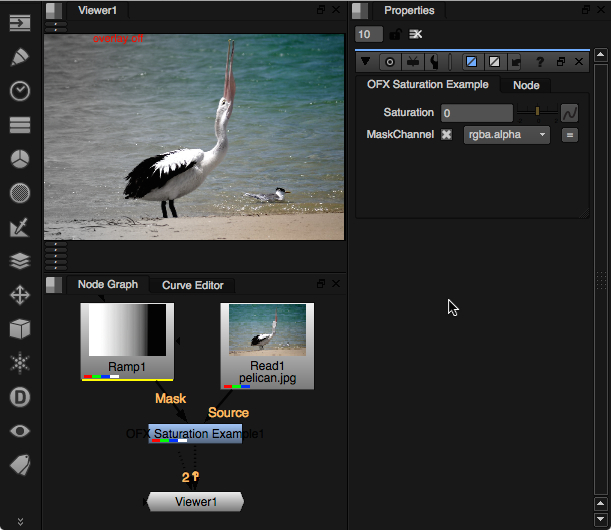 Viewer1
Properties
10
OFX Saturation Example
Node
Saturation
0
MaskChannel
rgba.alpha
=
?
D
Node Graph
Curve Editor
Ramp1
Read1
pelican.jpg
Mask
Source
OFX Saturation Example1
Viewer1